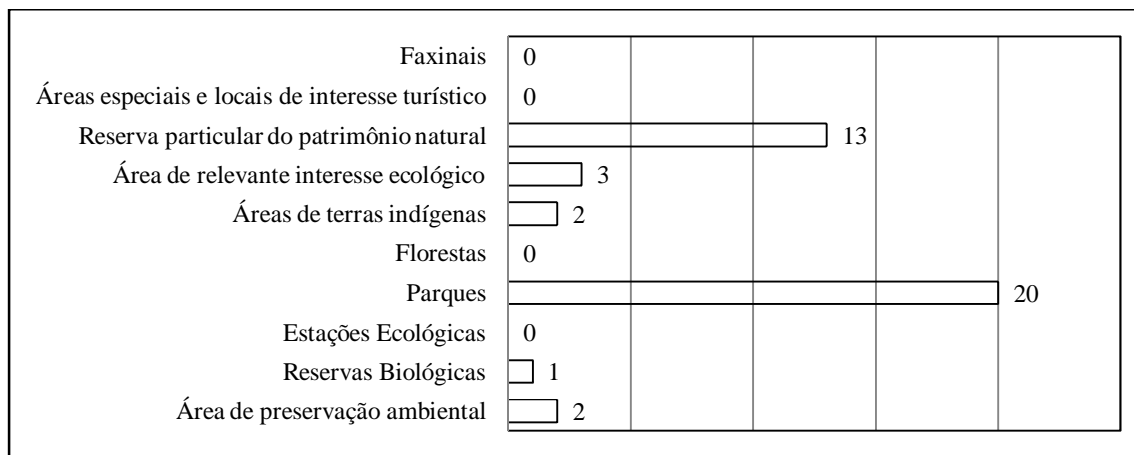 Faxinais 0
Áreas especiais e locais de interesse turístico 0
Reserva particular do patrimônio natural 13
Área de relevante interesse ecológico 3
Áreas de terras indígenas 2
Florestas 0
Parques 20
Estações Ecológicas 0
Reservas Biológicas 1
Área de preservação ambiental 2